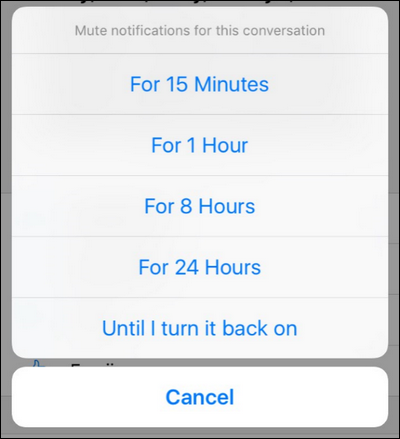 Mute notifications for this conversation
For 15 Minutes
For 1 Hour
For 8 Hours
For 24 Hours
Until I turn it back on
Cancel